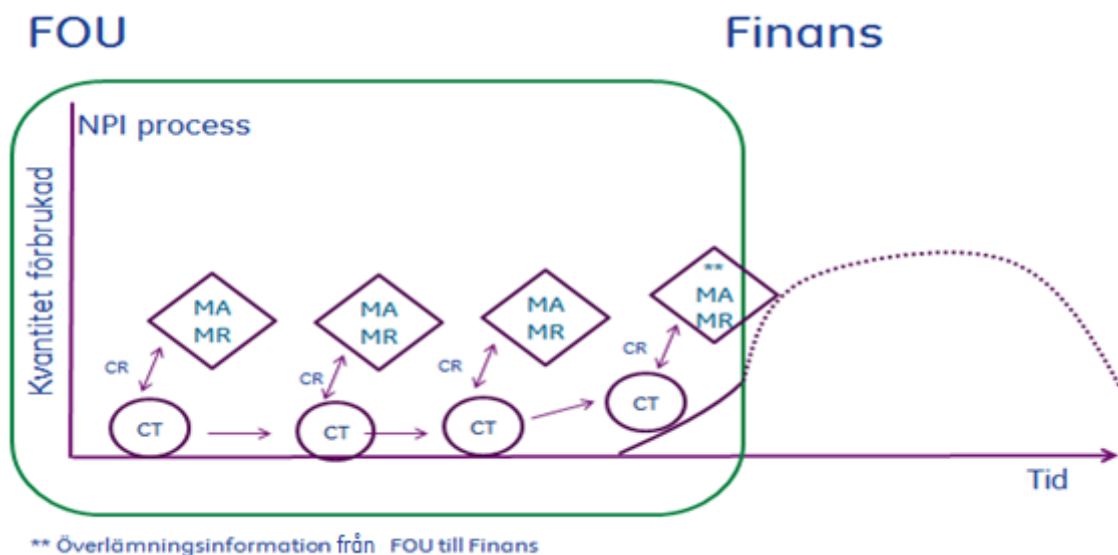 FOU
Finans
NPI process
Kvantitet förbrukad
MA
MR
MA
MR
MA
MR
**
MA
MR
CR
CR
CR
CR
CT
CT
CT
CT
Tid
** Överlämningsinformation från FOU till Finans